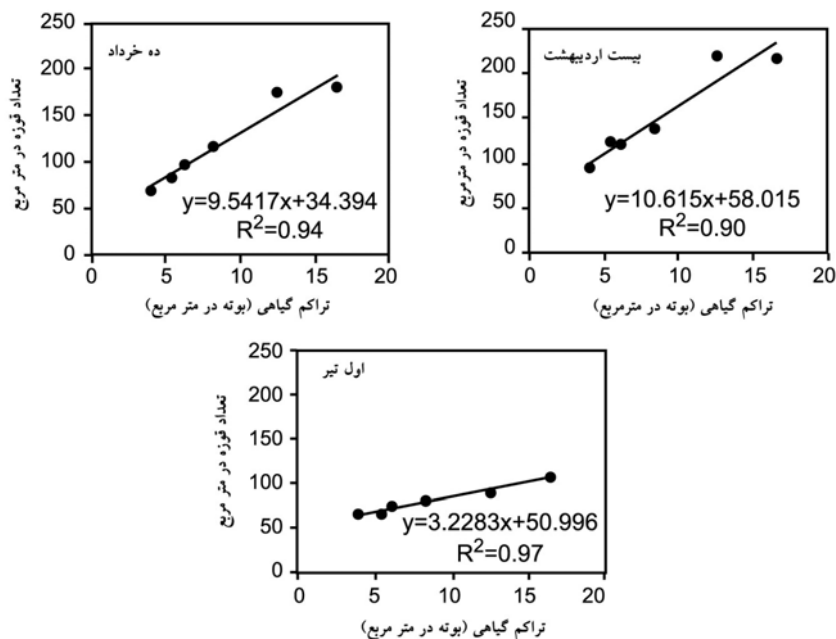 بیست اردیبهشت
تعداد قوزه در مترمربع
250
200
150
100
50
0
y=10.615x+58.015
R²=0.90
0 5 10 15 20
تراکم گیاهی (بوته در مترمربع)
ده خرداد
تعداد قوزه در متر مربع
250
200
150
100
50
0
y=9.5417x+34.394
R²=0.94
0 5 10 15 20
تراکم گیاهی (بوته در متر مربع)
اول تیر
تعداد قوزه در متر مربع
250
200
150
100
50
0
y=3.2283x+50.996
R²=0.97
0 5 10 15 20
تراکم گیاهی (بوته در متر مربع)